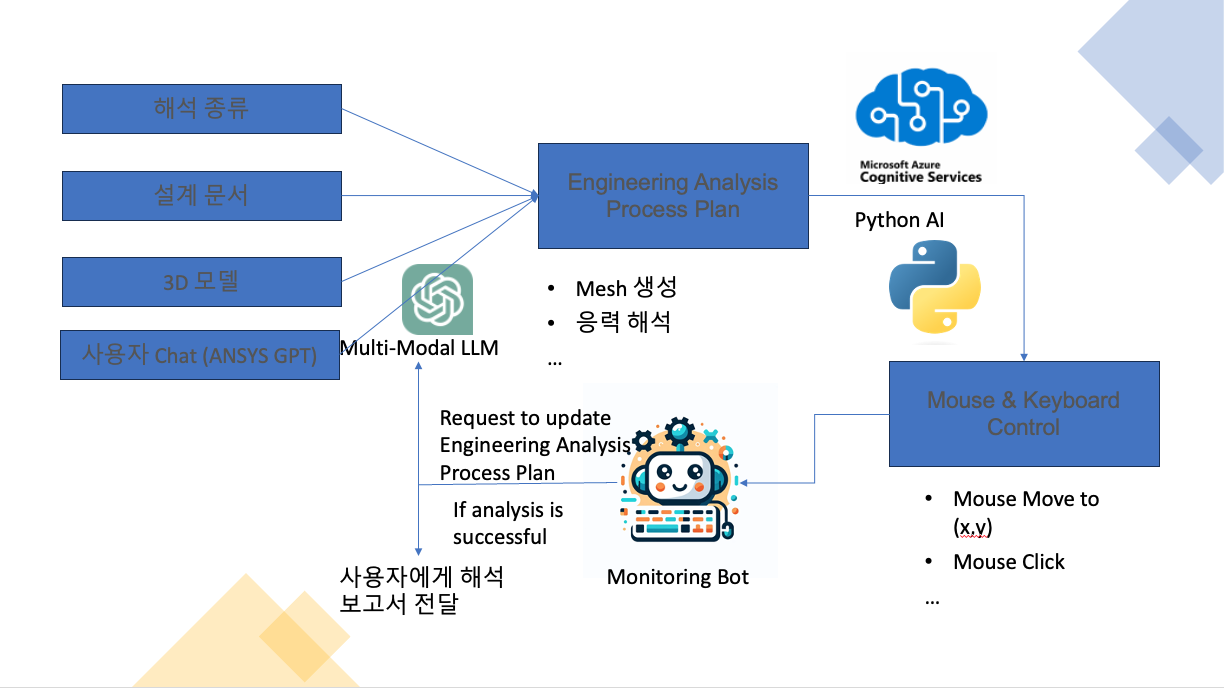 해석 종류
설계 문서
3D 모델
사용자 Chat (ANSYS GPT)
Multi-Modal LLM
Engineering Analysis
Process Plan
• Mesh 생성
• 응력 해석
...
Microsoft Azure
Cognitive Services
Python AI
Mouse & Keyboard
Control
• Mouse Move to
(x,y)
• Mouse Click
...
Request to update
Engineering Analysis
Process Plan
If analysis is
successful
Monitoring Bot
사용자에게 해석
보고서 전달